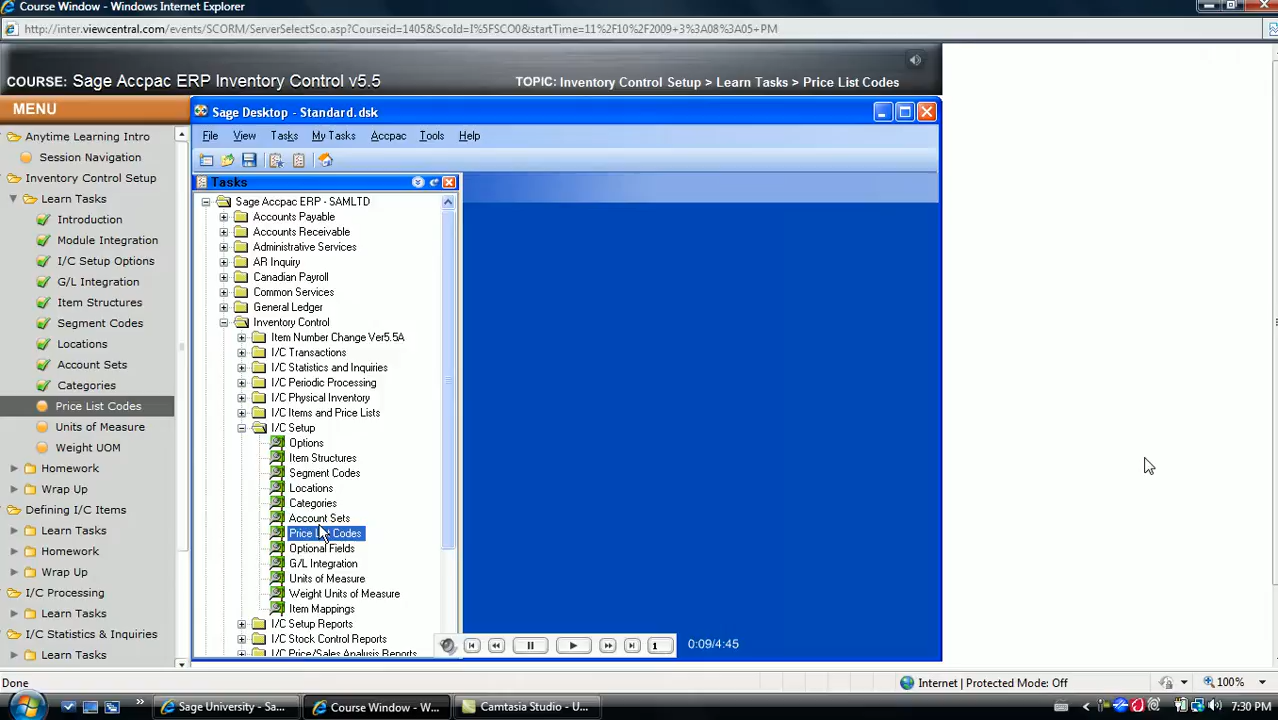 Course Window - Windows Internet Explorer
http://inter.viewcentral.com/events/SCORM/ServerSelectSco.asp?Courseid=1405&ScoId=I%5FSCO0&startTime=11%2F10%2F2009+3%3A08%3A05+PM
COURSE: Sage Accpac ERP Inventory Control v5.5
TOPIC: Inventory Control Setup > Learn Tasks > Price List Codes
MENU
Anytime Learning Intro
Session Navigation
Inventory Control Setup
Learn Tasks
Introduction
Module Integration
I/C Setup Options
G/L Integration
Item Structures
Segment Codes
Locations
Account Sets
Categories
Price List Codes
Units of Measure
Weight UOM
Homework
Wrap Up
Defining I/C Items
Learn Tasks
Homework
Wrap Up
I/C Processing
Learn Tasks
I/C Statistics & Inquiries
Learn Tasks
Sage Desktop - Standard.dsk
File View Tasks My Tasks Accpac Tools Help
Tasks
Sage Accpac ERP - SAMLTD
Accounts Payable
Accounts Receivable
Administrative Services
AR Inquiry
Canadian Payroll
Common Services
General Ledger
Inventory Control
Item Number Change Ver5.5A
I/C Transactions
I/C Statistics and Inquiries
I/C Periodic Processing
I/C Physical Inventory
I/C Items and Price Lists
I/C Setup
Options
Item Structures
Segment Codes
Locations
Categories
Account Sets
Price List Codes
Optional Fields
G/L Integration
Units of Measure
Weight Units of Measure
Item Mappings
I/C Setup Reports
I/C Stock Control Reports
I/C Price/Sales Analysis Reports
1
0:09/4:45
Done
Internet | Protected Mode: Off
100%
Sage University - Sa...
Course Window - W...
Camtasia Studio - U...
7:30 PM